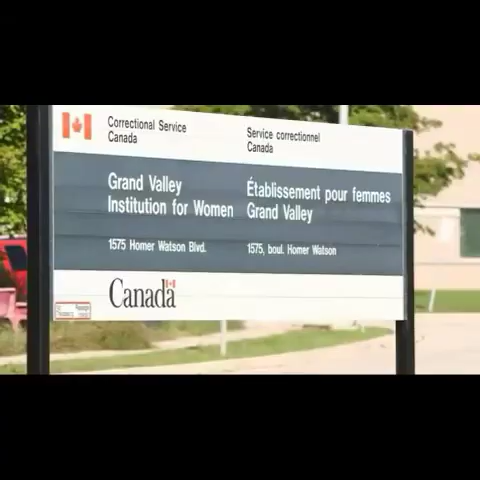 Correctional Service
Canada
Service correctionnel
Canada
Grand Valley
Institution for Women
Établissement pour femmes
Grand Valley
1575 Homer Watson Blvd.
1575, boul. Homer Watson
Canada